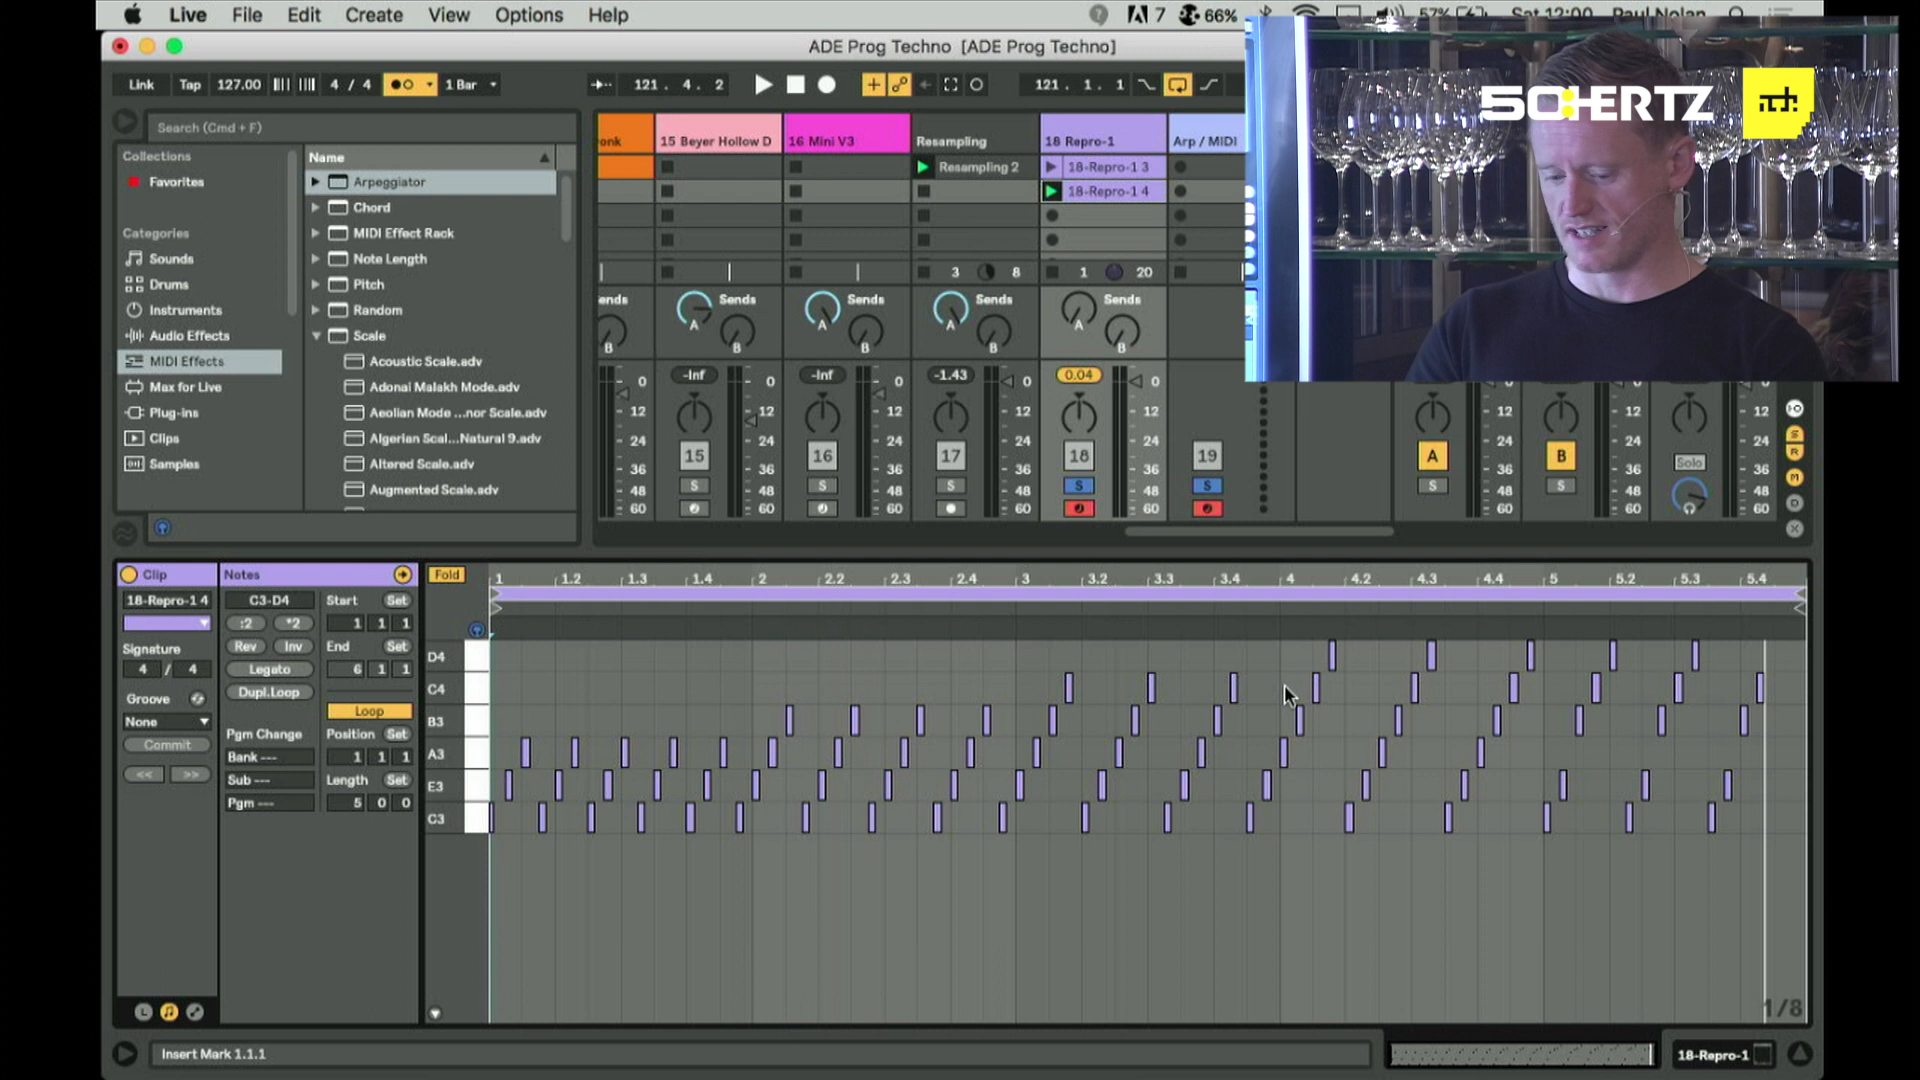 Live File Edit Create View Options Help
7 66% 57% Sat 12:00 Paul Nolan
ADE Prog Techno [ADE Prog Techno]
50HERTZ
Link Tap 127.00 4 / 4 1 Bar 121. 4. 2 121. 1. 1
Search (Cmd + F)
Collections
Favorites
Categories
Sounds
Drums
Instruments
Audio Effects
MIDI Effects
Max for Live
Plug-ins
Clips
Samples
Name
Arpeggiator
Chord
MIDI Effect Rack
Note Length
Pitch
Random
Scale
Acoustic Scale.adv
Adonai Malakh Mode.adv
Aeolian Mode ...nor Scale.adv
Algerian Scal...Natural 9.adv
Altered Scale.adv
Augmented Scale.adv
onk 15 Beyer Hollow D 16 Mini V3 Resampling 18 Repro-1 Arp / MIDI
Resampling 2 18-Repro-1 3
18-Repro-1 4
3 8 1 20
ends Sends Sends Sends Sends
A A A A
B B B B B
-Inf -Inf -1.43 0.04
0 0 0 0 0
12 12 12 12 12 12 12 12
24 24 24 24 24 24 24 24
15 16 17 18 19 A B Solo
36 36 36 36 36 36 36 36
S S S S S S S
48 48 48 48 48 48 48 48
60 60 60 60 60 60 60 60
S
R
M
D
X
Clip
18-Repro-1 4
Signature
4 / 4
Groove
None
Commit
<< >>
Notes
C3-D4
:2 *2
Rev Inv
Legato
Dupl.Loop
Pgm Change
Bank ---
Sub ---
Pgm ---
Start Set
1 1 1
End Set
6 1 1
Loop
Position Set
1 1 1
Length Set
5 0 0
Fold
1 1.2 1.3 1.4 2 2.2 2.3 2.4 3 3.2 3.3 3.4 4 4.2 4.3 4.4 5 5.2 5.3 5.4
D4
C4
B3
A3
E3
C3
1/8
L
Insert Mark 1.1.1
18-Repro-1